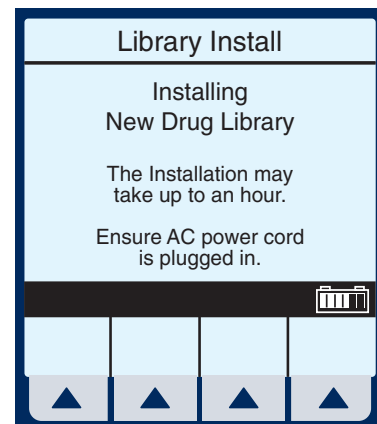 Library Install
Installing
New Drug Library
The Installation may
take up to an hour.
Ensure AC power cord
is plugged in.